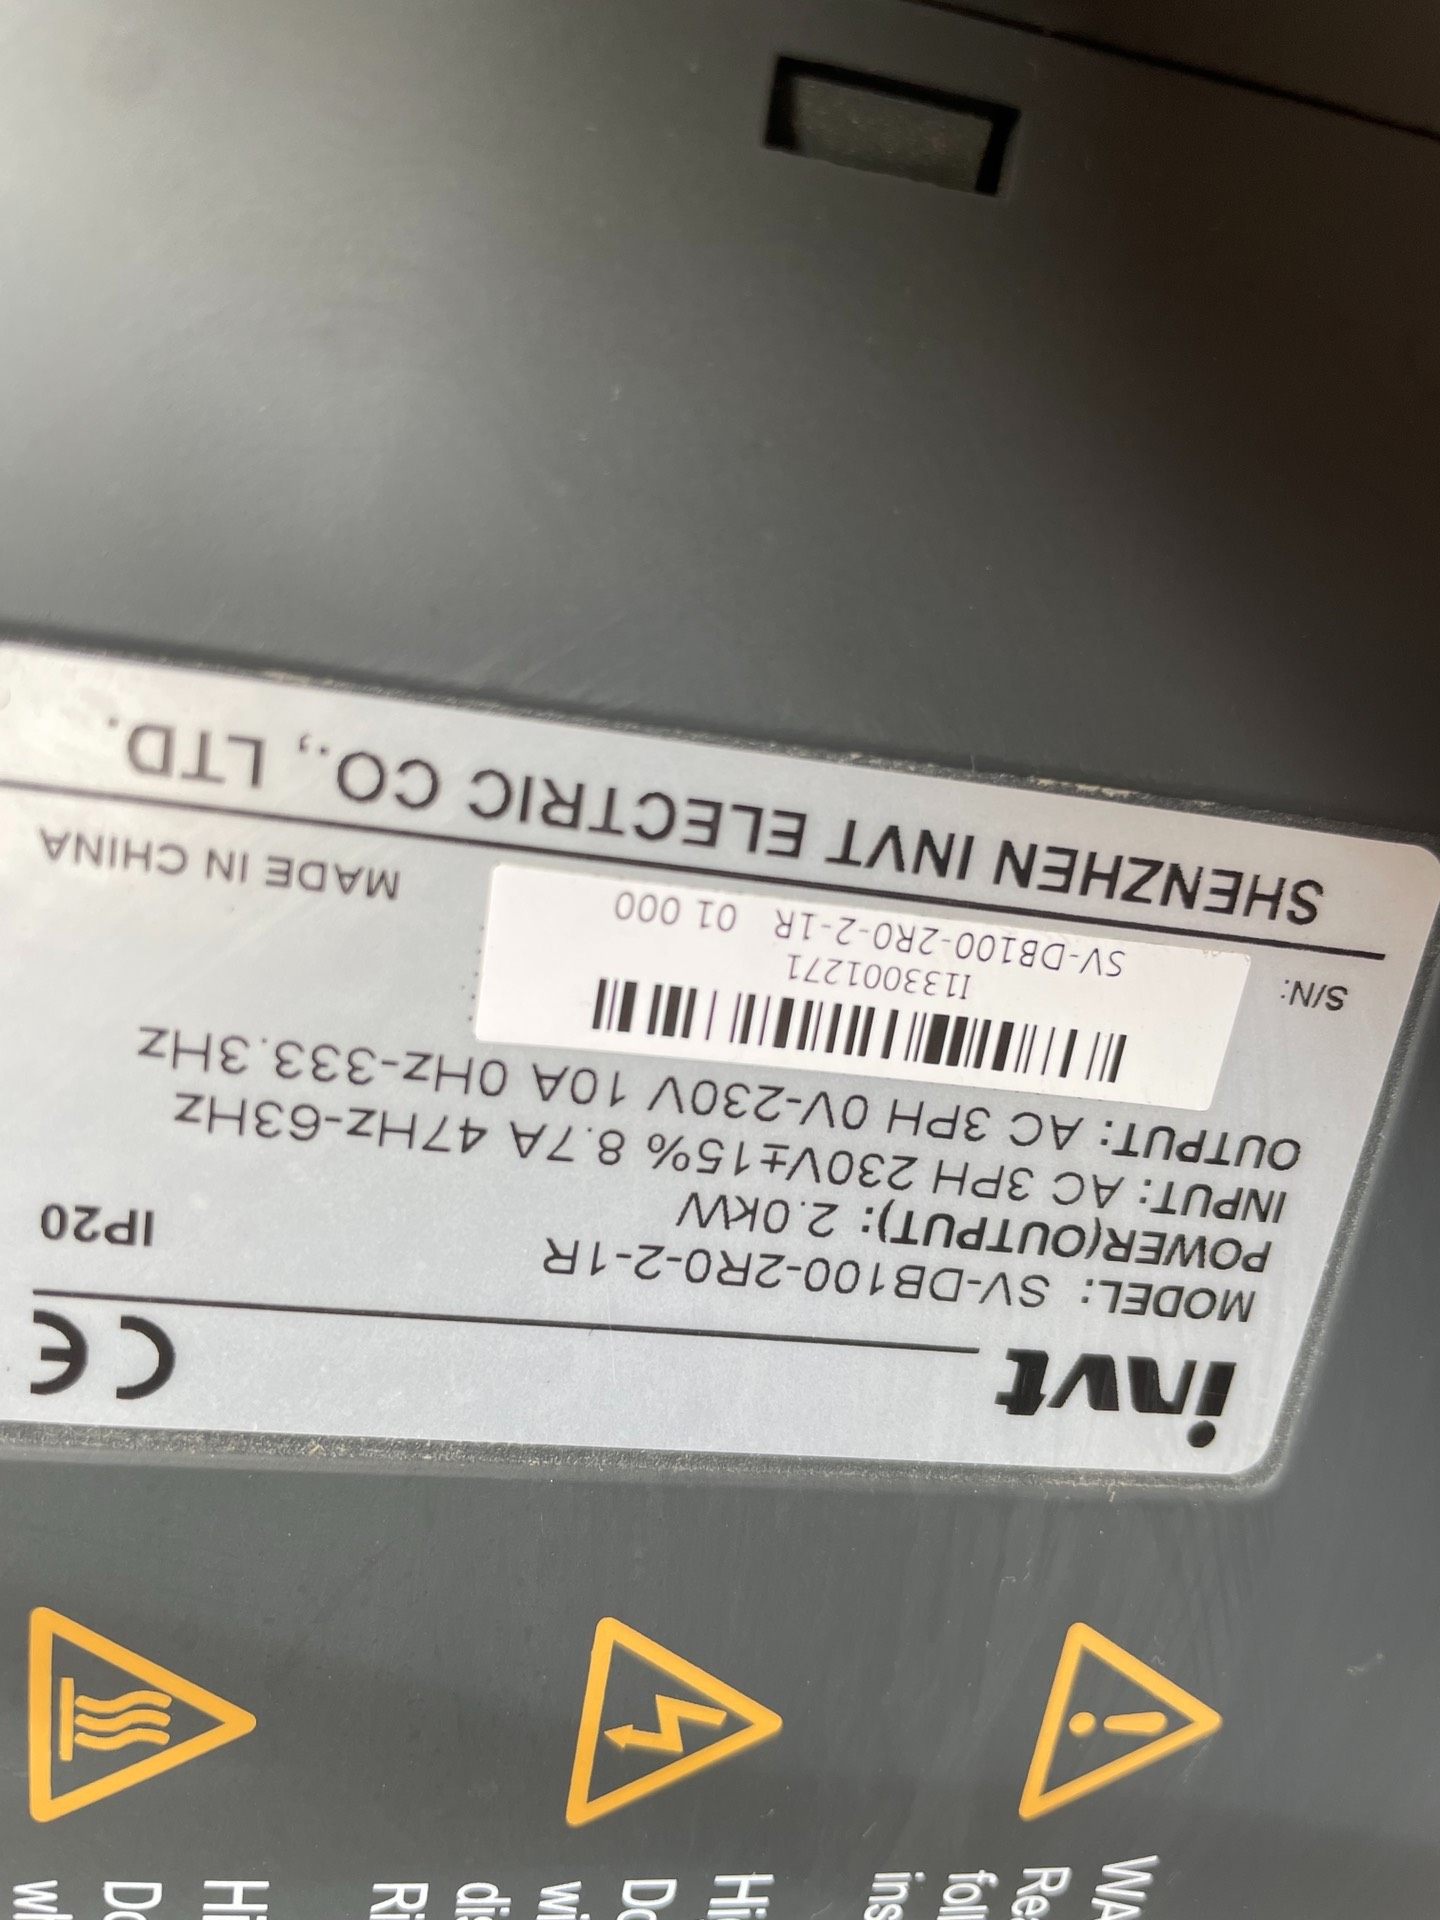 invt
CE
MODEL: SV-DB100-2R0-2-1R
IP20
POWER(OUTPUT): 2.0kW
INPUT: AC 3PH 230V±15% 8.7A 47Hz-63Hz
OUTPUT: AC 3PH 0V-230V 10A 0Hz-333.3Hz
S/N:
I133001271
SV-DB100-2R0-2-1R 01 000
MADE IN CHINA
SHENZHEN INVT ELECTRIC CO., LTD.